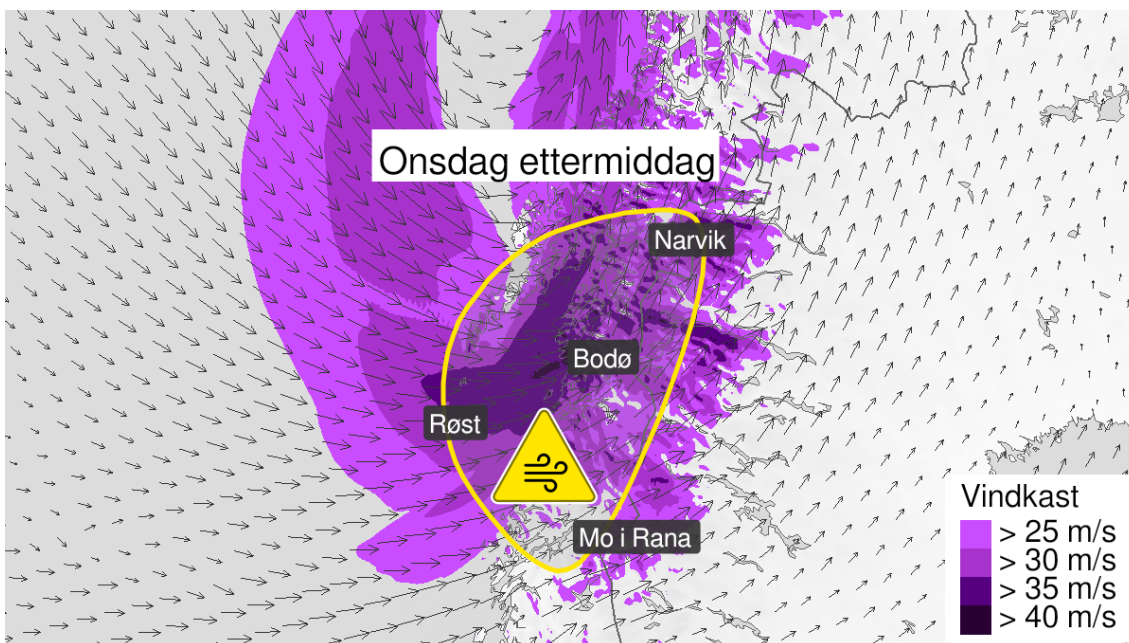 Onsdag ettermiddag
Narvik
Bodø
Røst
Mo i Rana
Vindkast
> 25 m/s
> 30 m/s
> 35 m/s
> 40 m/s